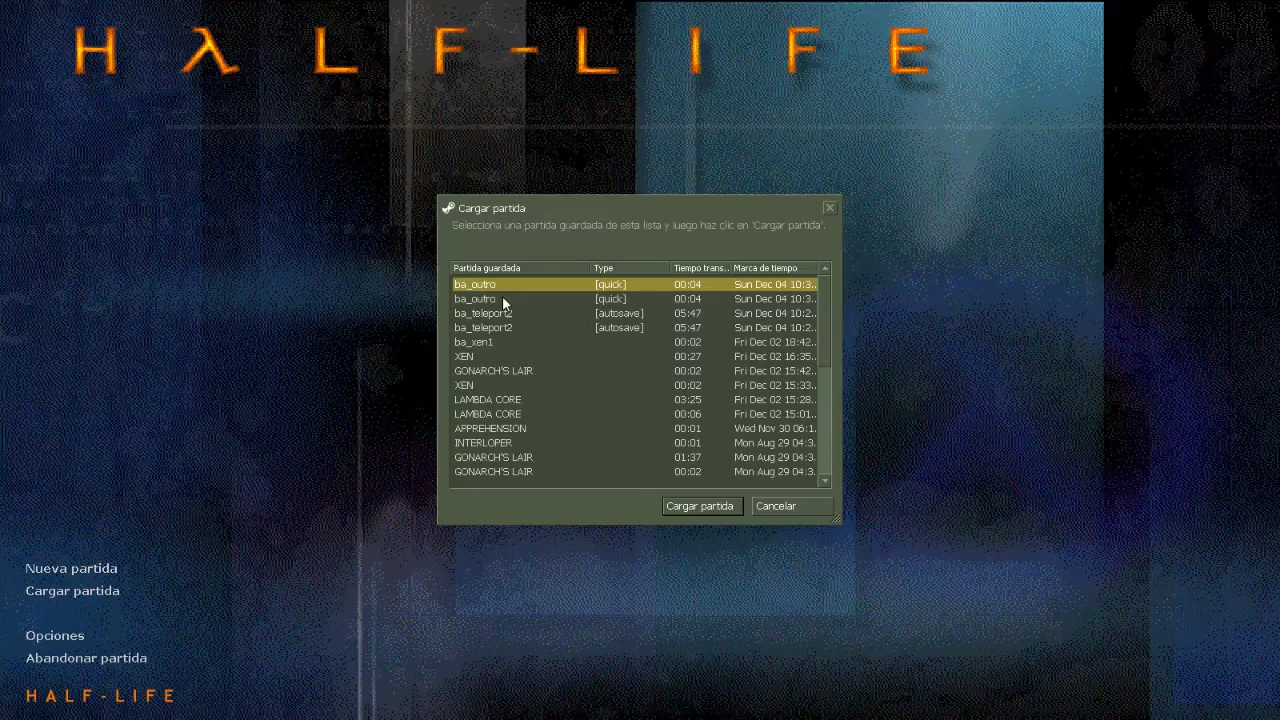 HλLF-LIFE
Cargar partida
Selecciona una partida guardada de esta lista y luego haz clic en 'Cargar partida'.
Partida guardada Type Tiempo trans... Marca de tiempo
ba_outro [quick] 00:04 Sun Dec 04 10:3...
ba_outro [quick] 00:04 Sun Dec 04 10:3...
ba_teleport2 [autosave] 05:47 Sun Dec 04 10:2...
ba_teleport2 [autosave] 05:47 Sun Dec 04 10:2...
ba_xen1 00:02 Fri Dec 02 18:42...
XEN 00:27 Fri Dec 02 16:35...
GONARCH'S LAIR 00:02 Fri Dec 02 15:42...
XEN 00:02 Fri Dec 02 15:33...
LAMBDA CORE 03:25 Fri Dec 02 15:28...
LAMBDA CORE 00:06 Fri Dec 02 15:01...
APPREHENSION 00:01 Wed Nov 30 06:1...
INTERLOPER 00:01 Mon Aug 29 04:3...
GONARCH'S LAIR 01:37 Mon Aug 29 04:3...
GONARCH'S LAIR 00:02 Mon Aug 29 04:3...
Cargar partida Cancelar
Nueva partida
Cargar partida
Opciones
Abandonar partida
HALF-LIFE